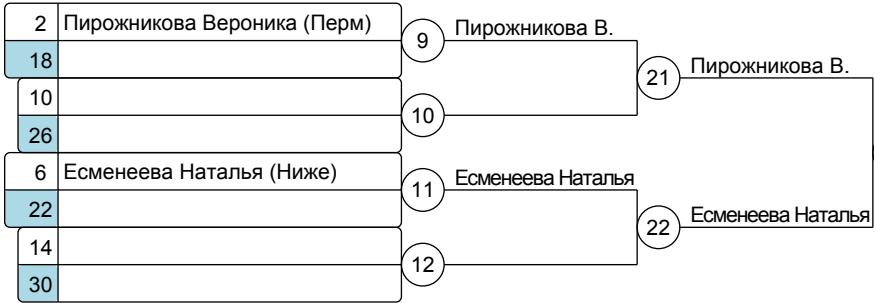 2 Пирожникова Вероника (Перм)
18
10
26
6 Есменеева Наталья (Ниже)
22
14
30
9 Пирожникова В.
10
11 Есменеева Наталья
12
21 Пирожникова В.
22 Есменеева Наталья